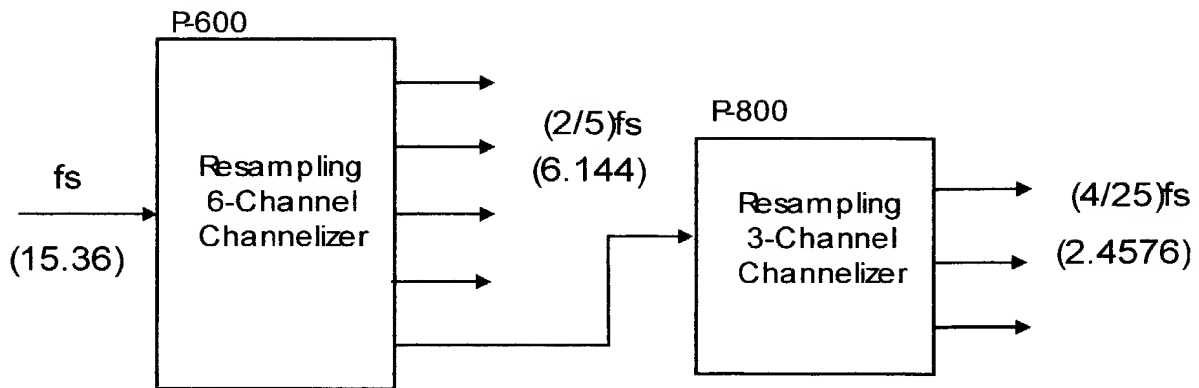 P-600
fs
(15.36)
Resampling
6-Channel
Channelizer
(2/5)fs
(6.144)
P-800
Resampling
3-Channel
Channelizer
(4/25)fs
(2.4576)